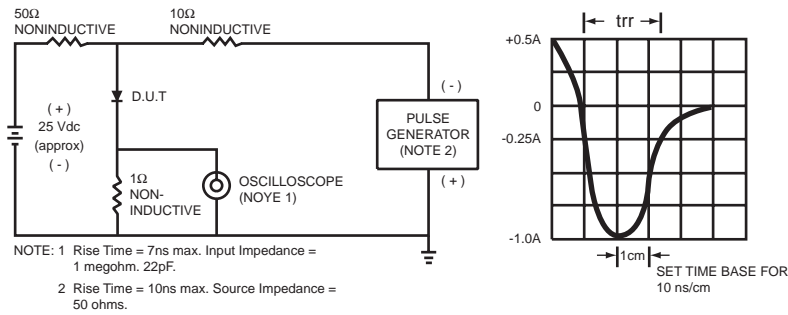 50Ω
NONINDUCTIVE
10Ω
NONINDUCTIVE
D.U.T
( + )
25 Vdc
(approx)
( - )
1Ω
NON-
INDUCTIVE
OSCILLOSCOPE
(NOYE 1)
( - )
PULSE
GENERATOR
(NOTE 2)
( + )
NOTE: 1 Rise Time = 7ns max. Input Impedance =
1 megohm. 22pF.
2 Rise Time = 10ns max. Source Impedance =
50 ohms.
trr
+0.5A
0
-0.25A
-1.0A
1cm
SET TIME BASE FOR
10 ns/cm